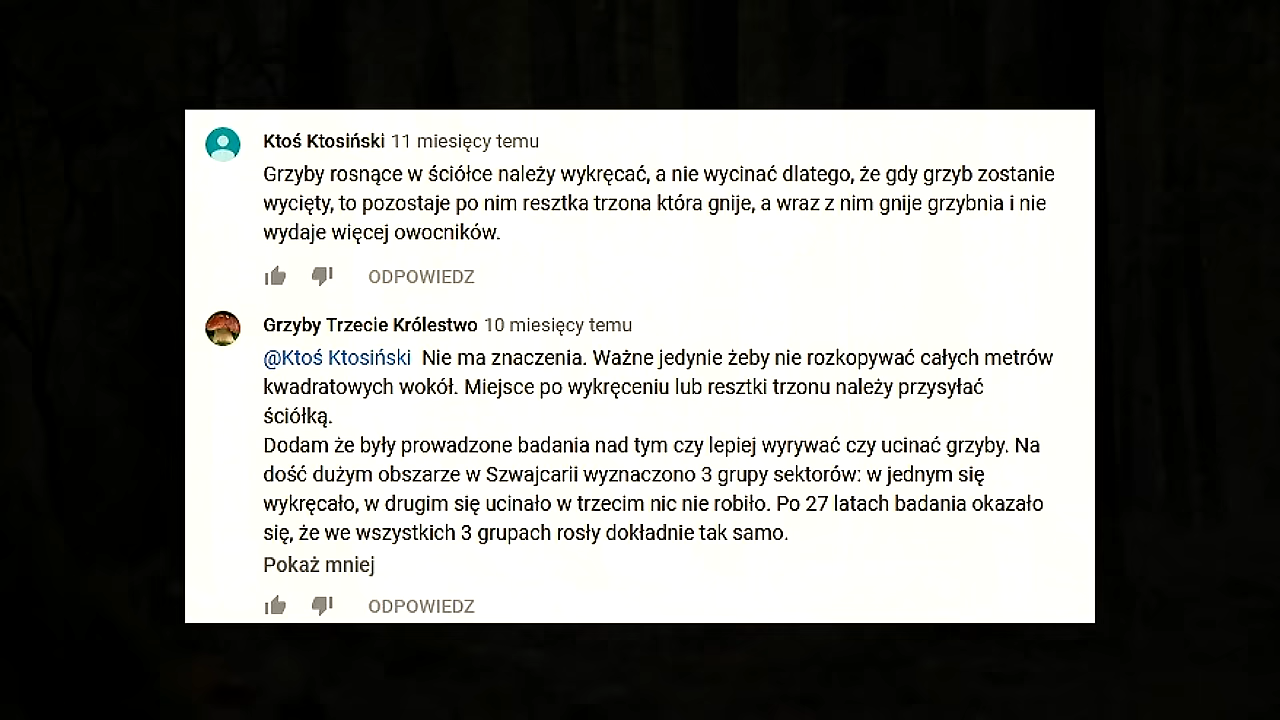 Ktoś Ktosiński 11 miesięcy temu
Grzyby rosnące w ściółce należy wykręcać, a nie wycinać dlatego, że gdy grzyb zostanie
wycięty, to pozostaje po nim resztka trzona która gnije, a wraz z nim gnije grzybnia i nie
wydaje więcej owocników.
ODPOWIEDZ
Grzyby Trzecie Królestwo 10 miesięcy temu
@Ktoś Ktosiński Nie ma znaczenia. Ważne jedynie żeby nie rozkopywać całych metrów
kwadratowych wokół. Miejsce po wykręceniu lub resztki trzonu należy przysyłać
ściółką.
Dodam że były prowadzone badania nad tym czy lepiej wyrywać czy ucinać grzyby. Na
dość dużym obszarze w Szwajcarii wyznaczono 3 grupy sektorów: w jednym się
wykręcało, w drugim się ucinało w trzecim nic nie robiło. Po 27 latach badania okazało
się, że we wszystkich 3 grupach rosły dokładnie tak samo.
Pokaż mniej
ODPOWIEDZ